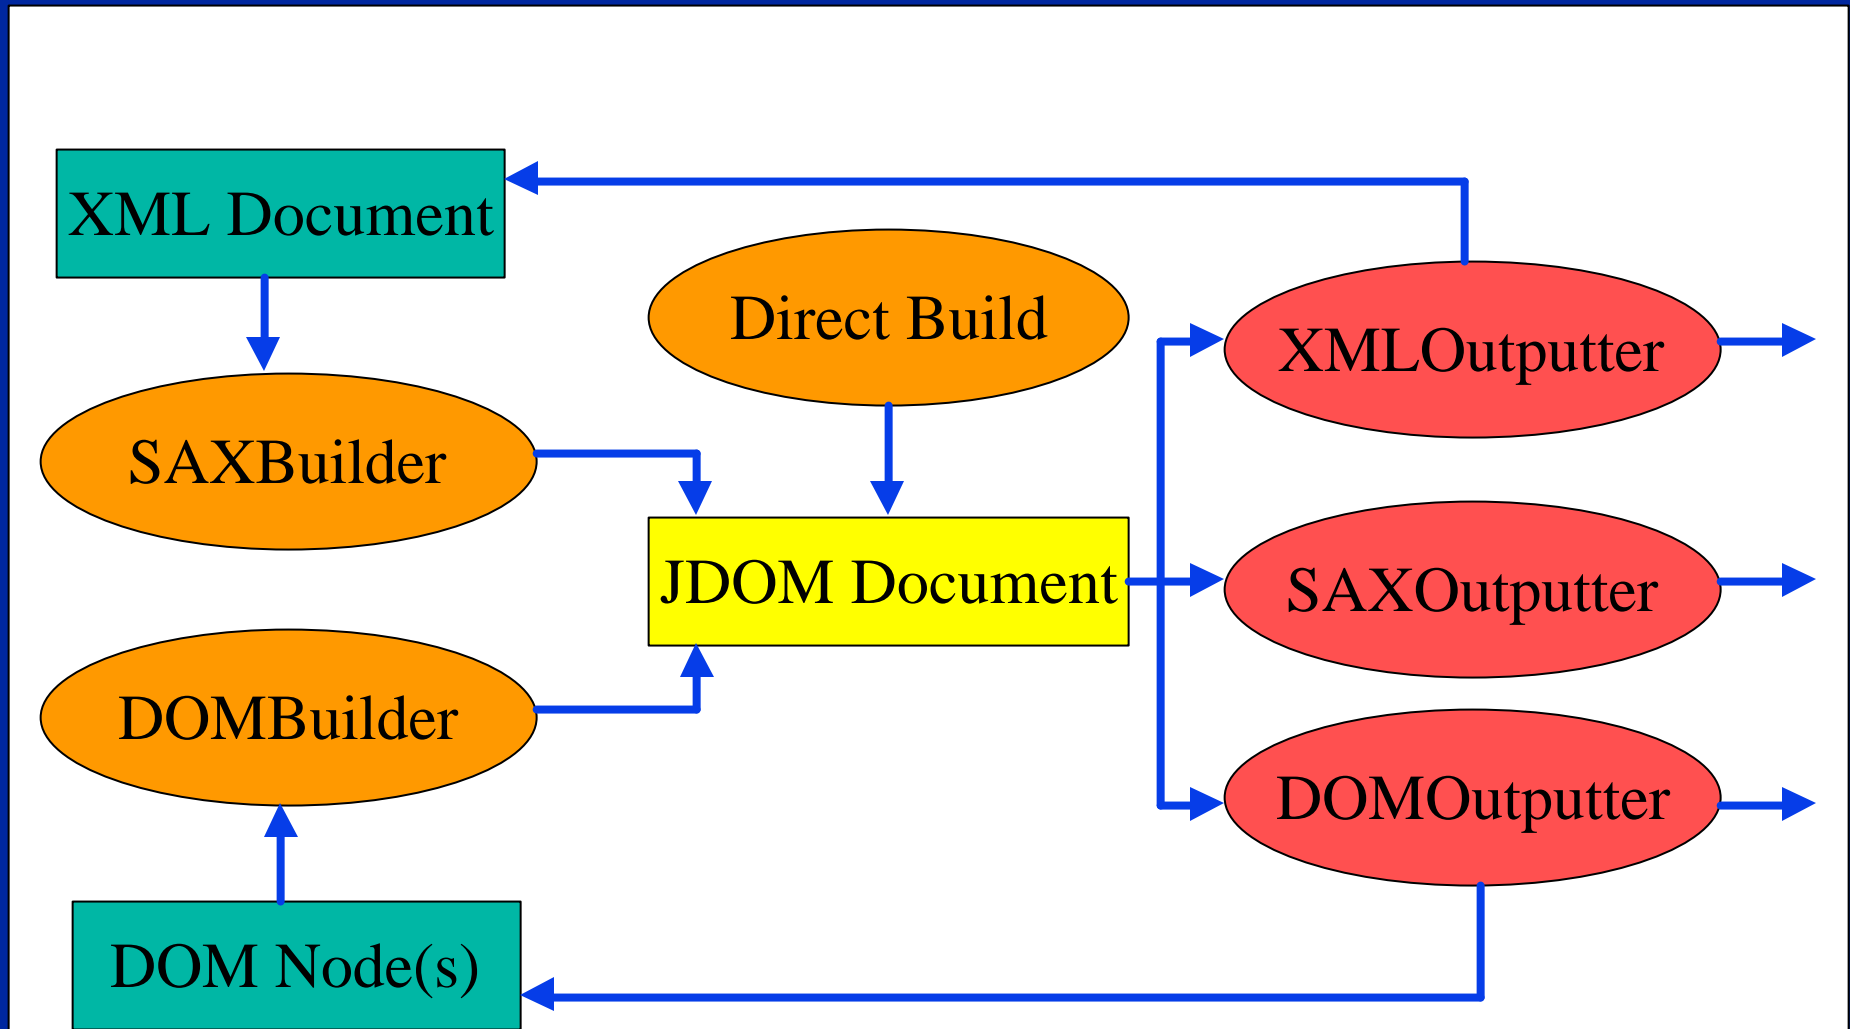 XML Document
Direct Build
XMLOutputter
SAXBuilder
JDOM Document
SAXOutputter
DOMBuilder
DOMOutputter
DOM Node(s)